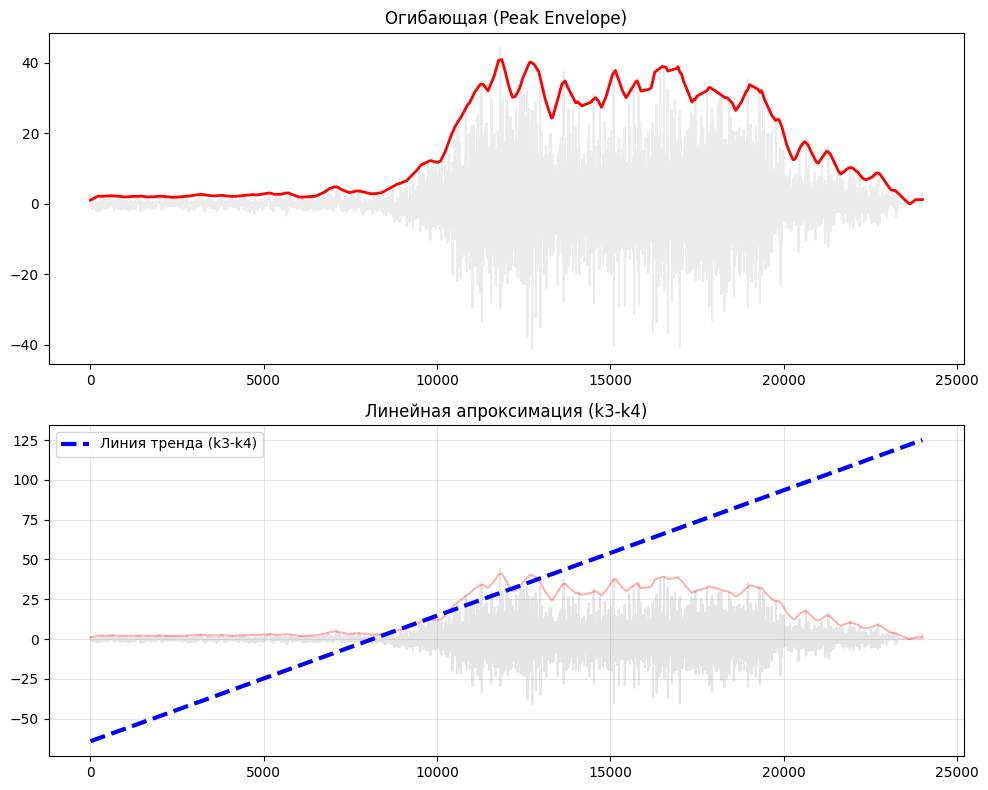 Огибающая (Peak Envelope)
40
20
0
−20
−40
0 5000 10000 15000 20000 25000
Линейная апроксимация (k3-k4)
Линия тренда (k3-k4)
125
100
75
50
25
0
−25
−50
0 5000 10000 15000 20000 25000